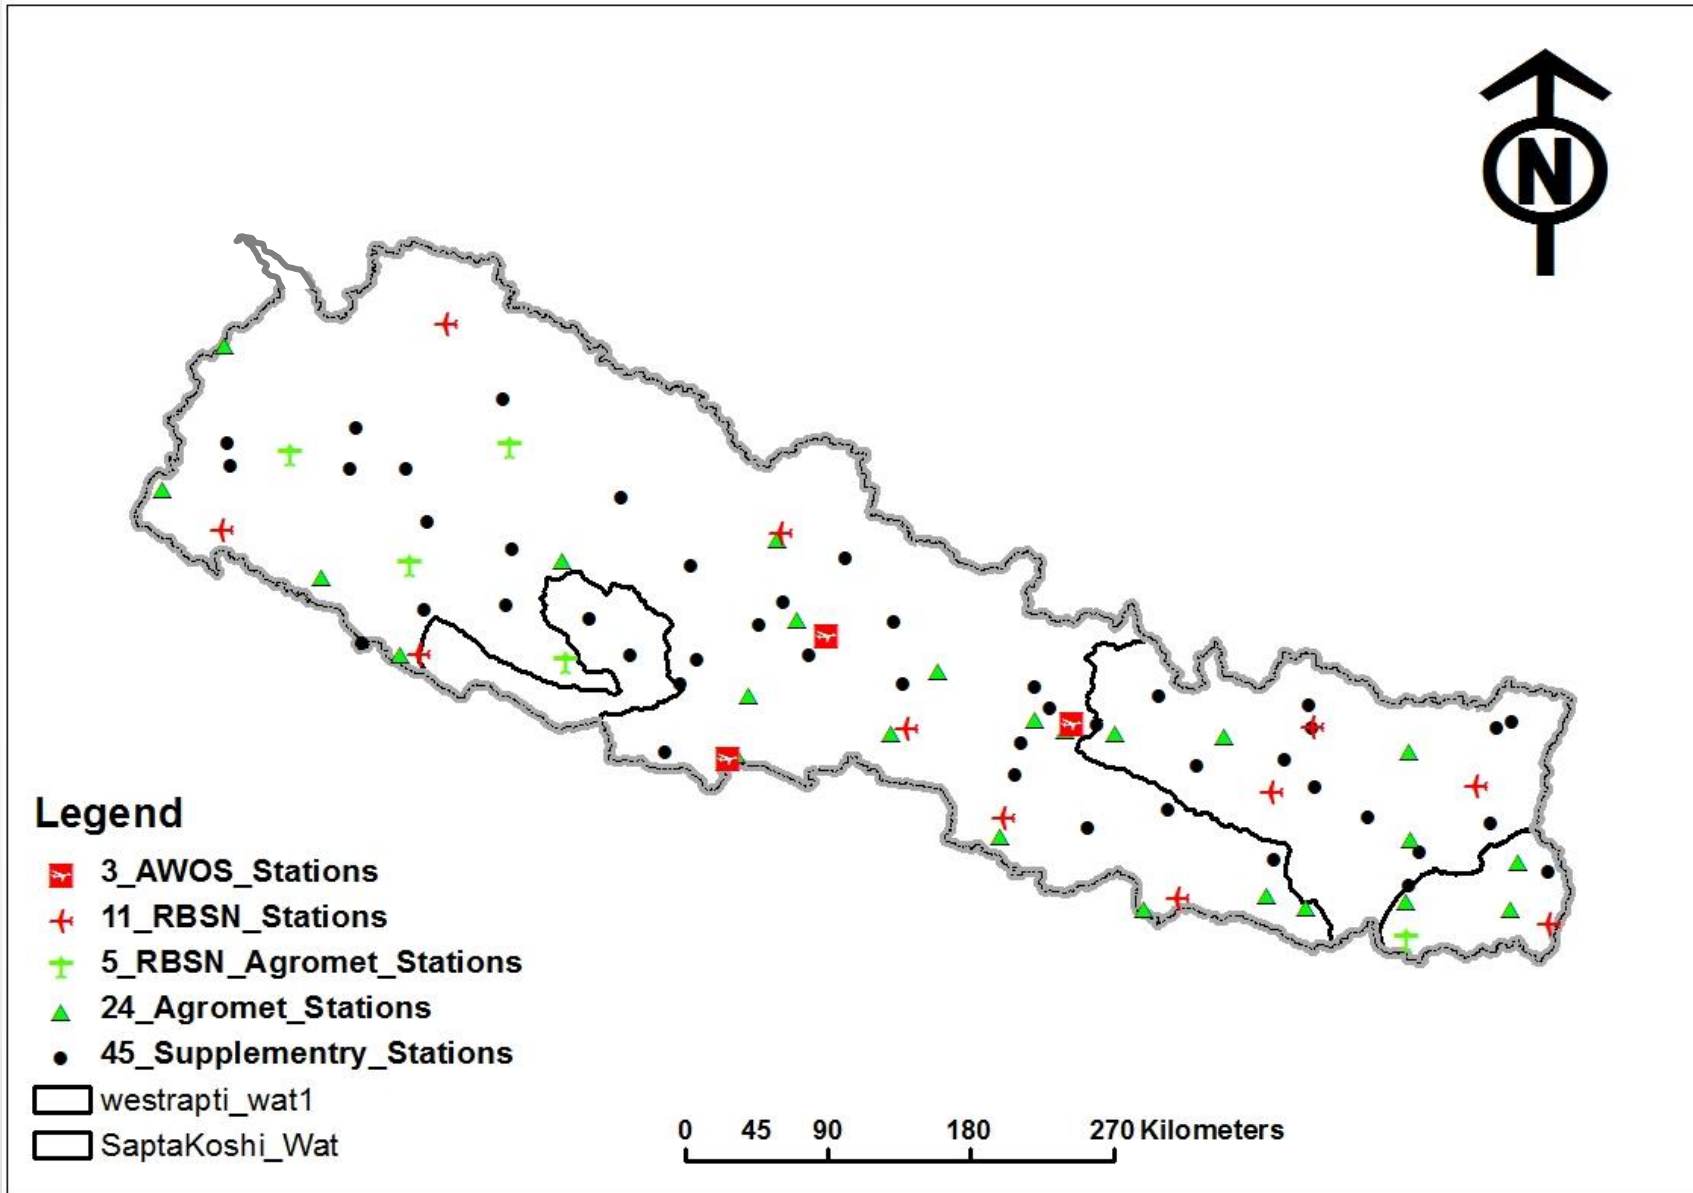 N
Legend
3_AWOS_Stations
11_RBSN_Stations
5_RBSN_Agromet_Stations
24_Agromet_Stations
45_Supplementry_Stations
westrapti_wat1
SaptaKoshi_Wat
0 45 90 180 270 Kilometers